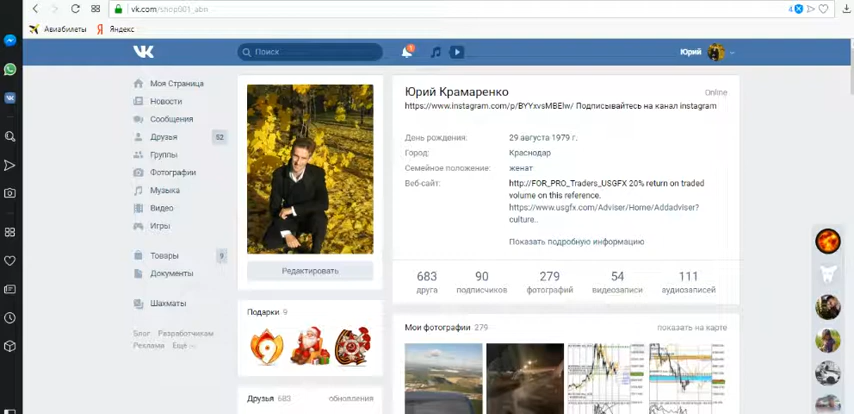 vk.com/shop001_abn
4
Авиабилеты
Яндекс
Поиск
Юрий
Моя Страница
Новости
Сообщения
Друзья 52
Группы
Фотографии
Музыка
Видео
Игры
Товары 9
Документы
Шахматы
Блог Разработчикам
Реклама Ещё
Редактировать
Подарки 9
Друзья 683 обновления
Юрий Крамаренко Online
https://www.instagram.com/p/BYYxvsMBElw/ Подписывайтесь на канал instagram
День рождения: 29 августа 1979 г.
Город: Краснодар
Семейное положение: женат
Веб-сайт: http://FOR_PRO_Traders_USGFX 20% return on traded
volume on this reference.
https://www.usgfx.com/Adviser/Home/Addadviser?
culture..
Показать подробную информацию
683 90 279 54 111
друга подписчиков фотографий видеозаписи аудиозаписей
Мои фотографии 279 показать на карте